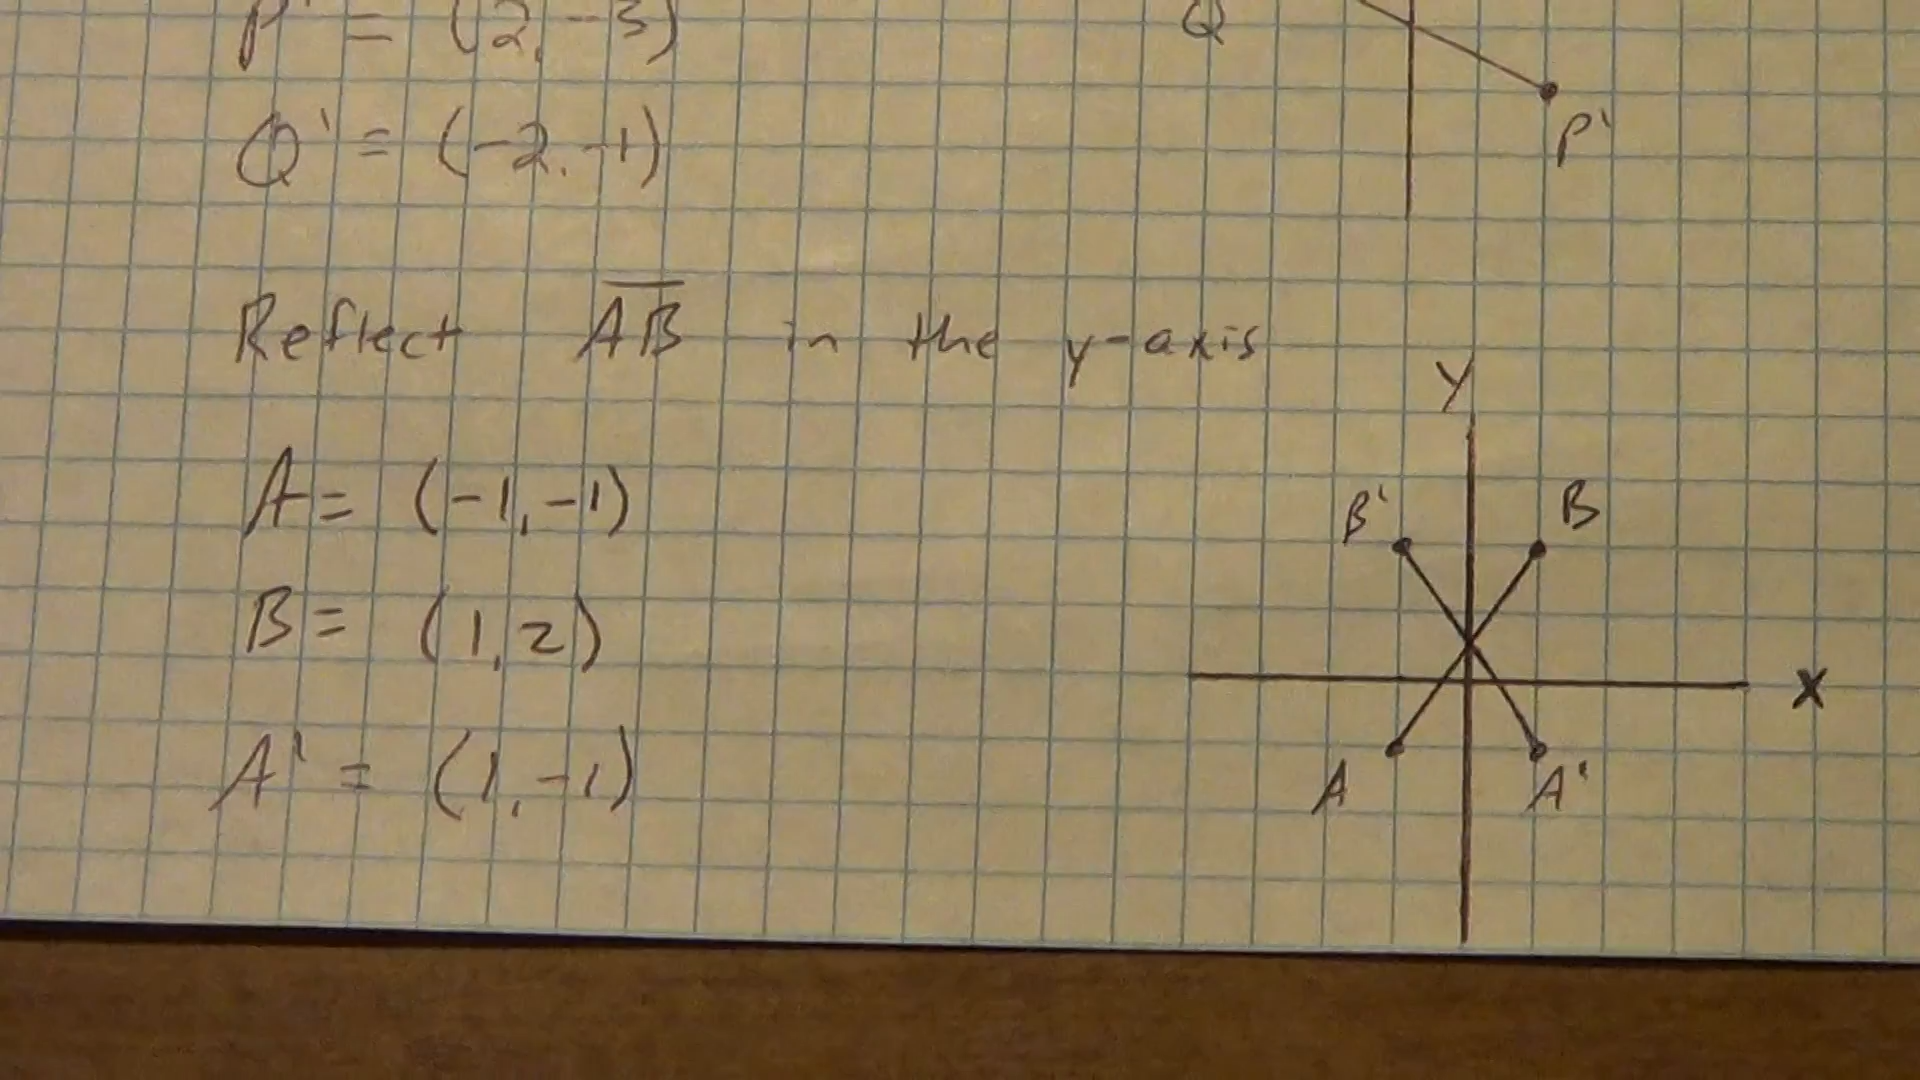 P' = (2, -3)
Q' = (-2, -1)
Q
P'
Reflect AB in the y-axis
A = (-1, -1)
B = (1, 2)
A' = (1, -1)
Y
B'
B
X
A
A'